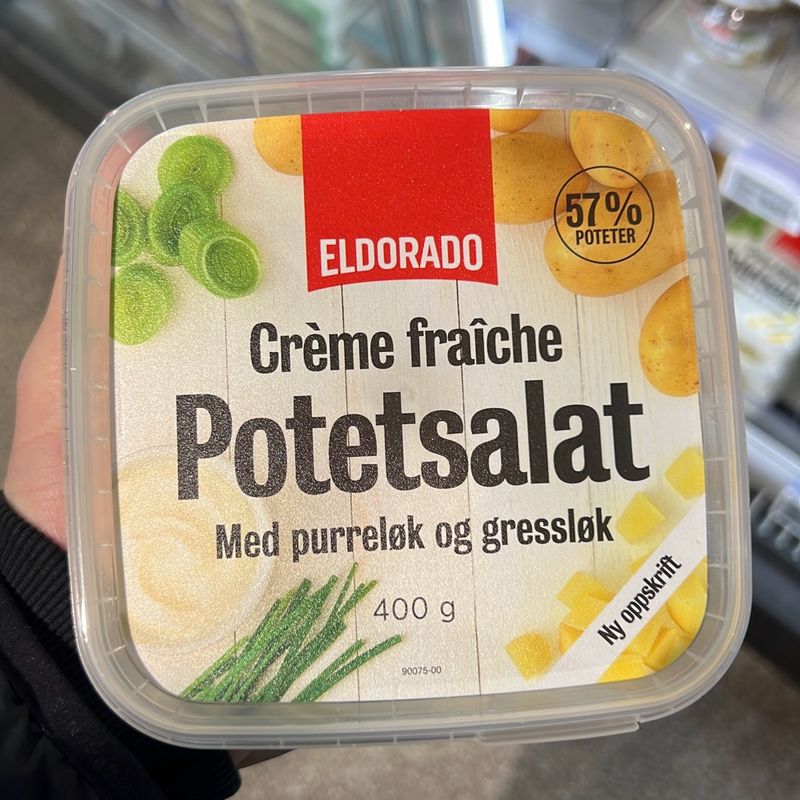 ELDORADO
57%
POTETER
Crème fraîche
Potetsalat
Med purreløk og gressløk
400 g
Ny oppskrift
90075-00